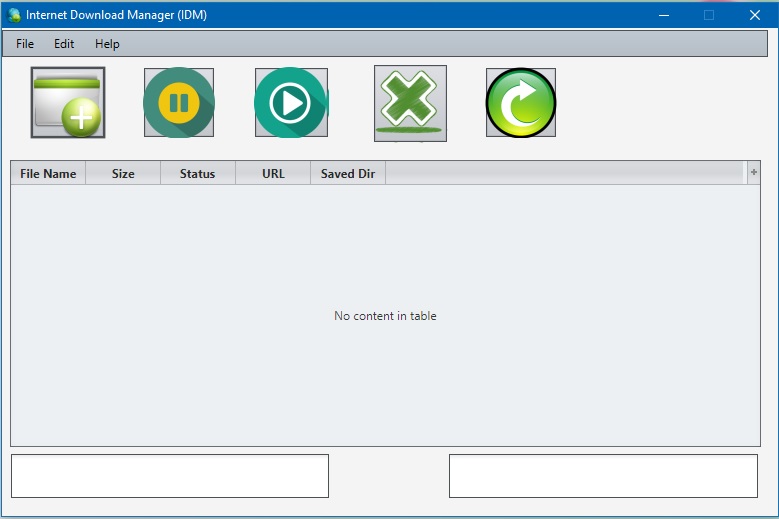 Internet Download Manager (IDM)
File Edit Help
File Name Size Status URL Saved Dir +
No content in table